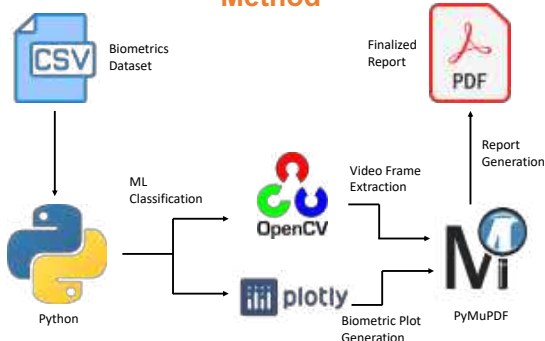 Method
CSV
Biometrics
Dataset
Finalized
Report
PDF
Report
Generation
ML
Classification
Video Frame
Extraction
OpenCV
Python
plotly
Biometric Plot
Generation
PyMuPDF